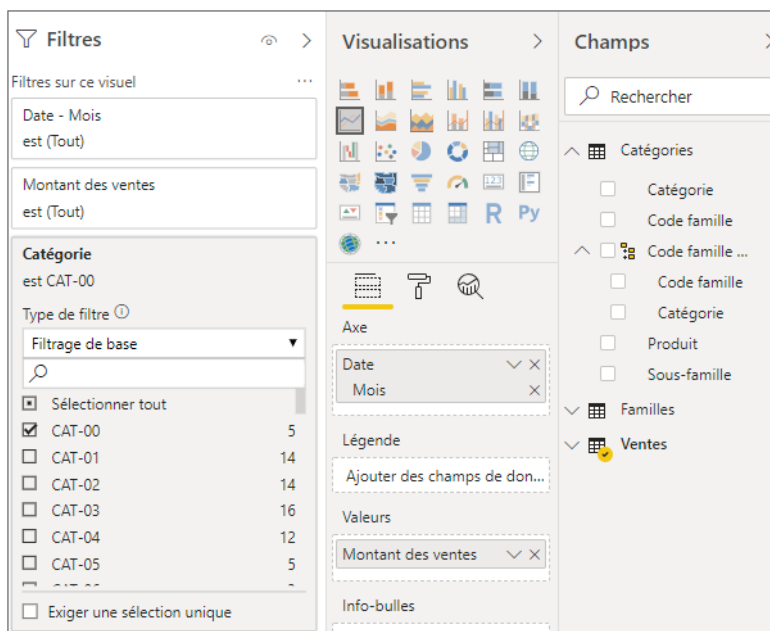 Filtres
Filtres sur ce visuel
Date - Mois
est (Tout)
Montant des ventes
est (Tout)
Catégorie
est CAT-00
Type de filtre
Filtrage de base
Sélectionner tout
CAT-00 5
CAT-01 14
CAT-02 14
CAT-03 16
CAT-04 12
CAT-05 5
Exiger une sélection unique
Visualisations
123
R Py
...
Axe
Date
Mois
Légende
Ajouter des champs de don...
Valeurs
Montant des ventes
Info-bulles
Champs
Rechercher
Catégories
Catégorie
Code famille
Code famille ...
Code famille
Catégorie
Produit
Sous-famille
Familles
Ventes